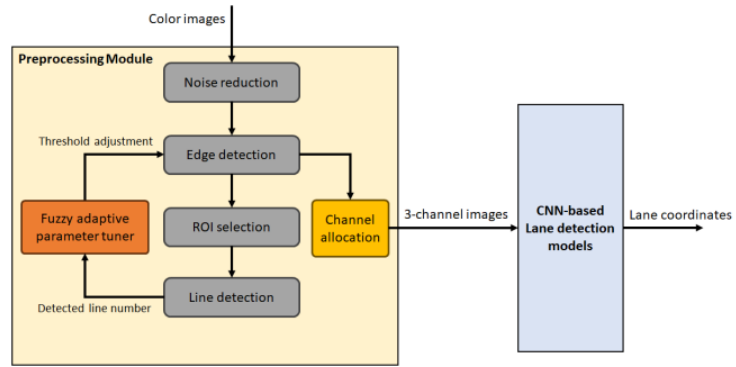 Color images
Preprocessing Module
Noise reduction
Threshold adjustment
Edge detection
Fuzzy adaptive
parameter tuner
ROI selection
Channel
allocation
3-channel images
CNN-based
Lane detection
models
Lane coordinates
Line detection
Detected line number